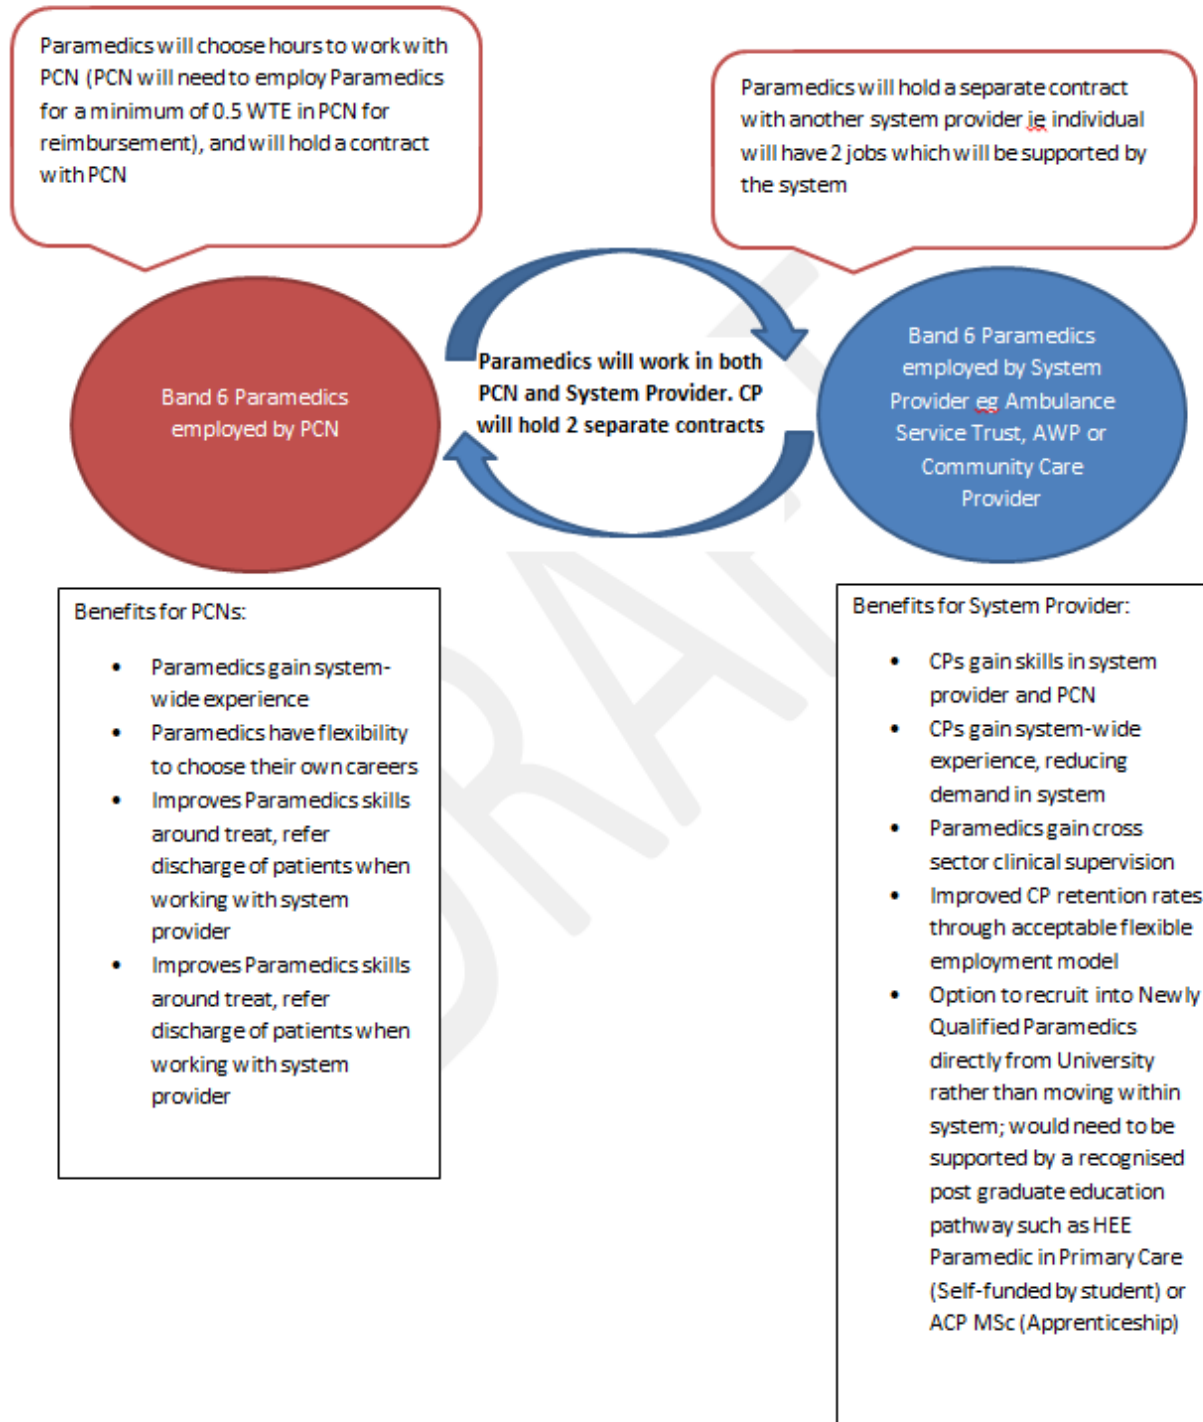 Paramedics will choose hours to work with
PCN (PCN will need to employ Paramedics
for a minimum of 0.5 WTE in PCN for
reimbursement), and will hold a contract
with PCN
Paramedics will hold a separate contract
with another system provider ie individual
will have 2 jobs which will be supported by
the system
Band 6 Paramedics
employed by PCN
Paramedics will work in both
PCN and System Provider. CP
will hold 2 separate contracts
Band 6 Paramedics
employed by System
Provider eg Ambulance
Service Trust, AWP or
Community Care
Provider
Benefits for PCNs:
• Paramedics gain system-
wide experience
• Paramedics have flexibility
to choose their own careers
• Improves Paramedics skills
around treat, refer
discharge of patients when
working with system
provider
• Improves Paramedics skills
around treat, refer
discharge of patients when
working with system
provider
Benefits for System Provider:
• CPs gain skills in system
provider and PCN
• CPs gain system-wide
experience, reducing
demand in system
• Paramedics gain cross
sector clinical supervision
• Improved CP retention rates
through acceptable flexible
employment model
• Option to recruit into Newly
Qualified Paramedics
directly from University
rather than moving within
system; would need to be
supported by a recognised
post graduate education
pathway such as HEE
Paramedic in Primary Care
(Self-funded by student) or
ACP MSc (Apprenticeship)
DRAFT